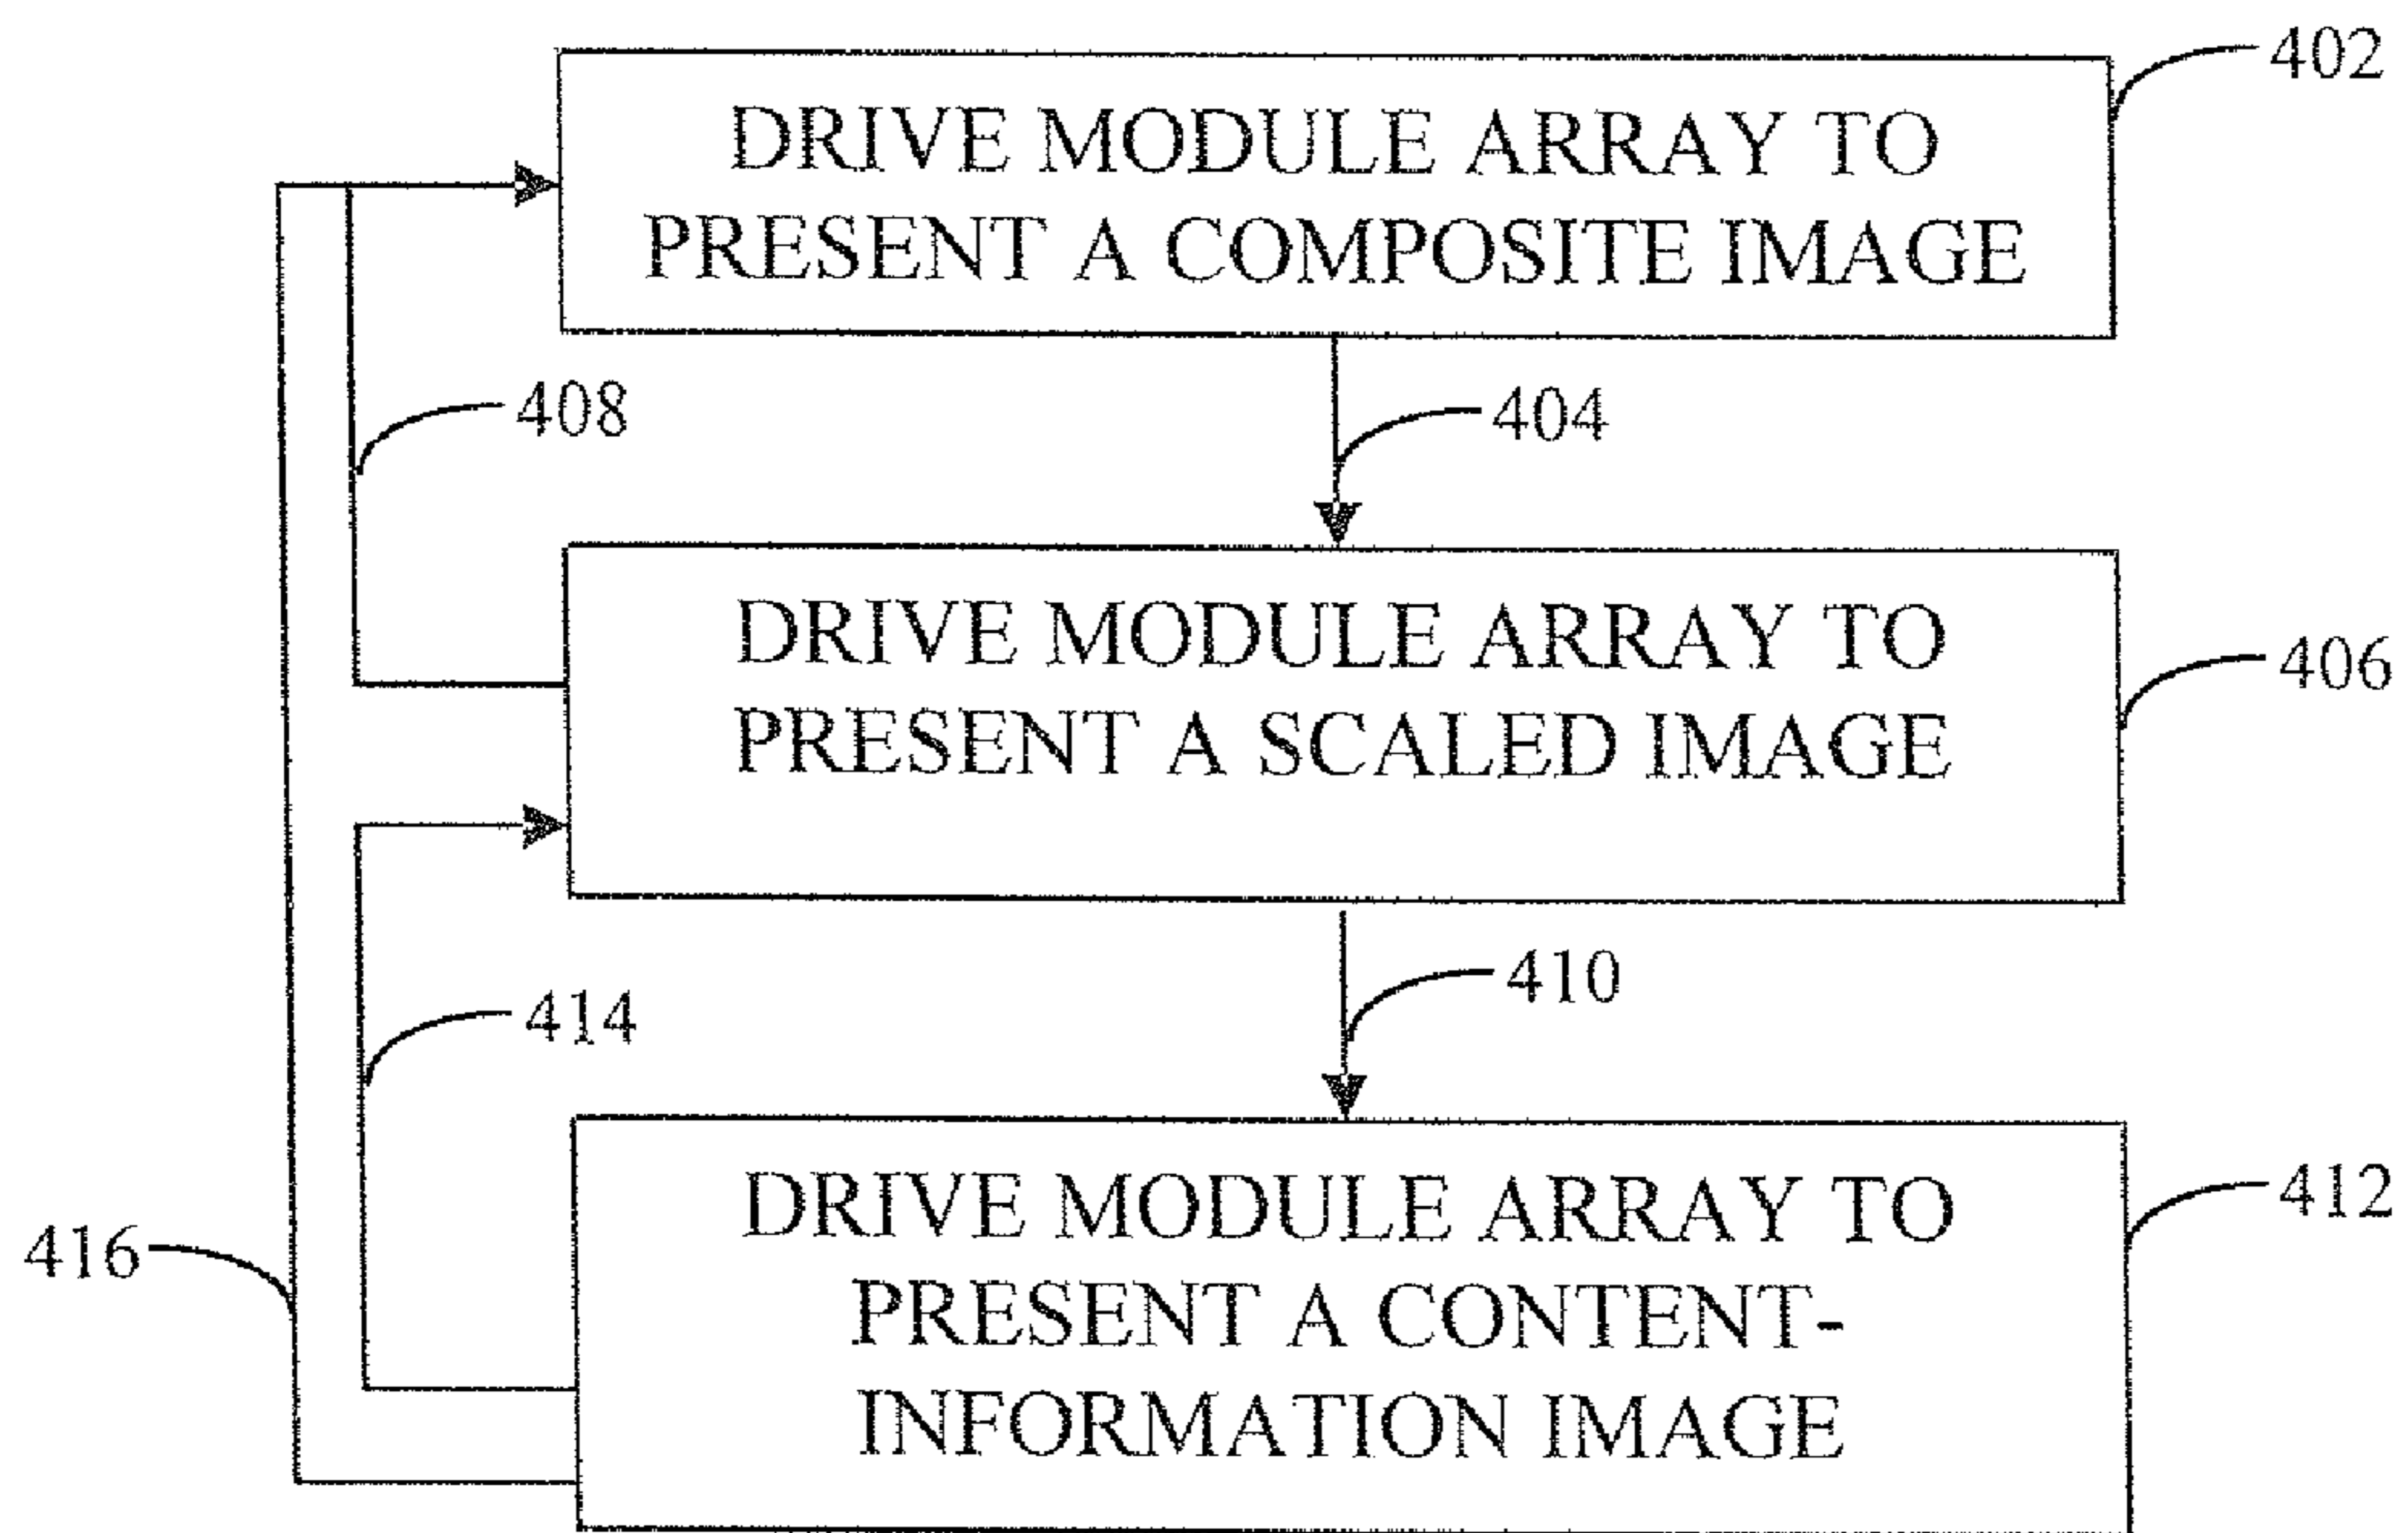 402
DRIVE MODULE ARRAY TO
PRESENT A COMPOSITE IMAGE
408
404
DRIVE MODULE ARRAY TO
PRESENT A SCALED IMAGE
406
410
414
DRIVE MODULE ARRAY TO
PRESENT A CONTENT-
INFORMATION IMAGE
412
416